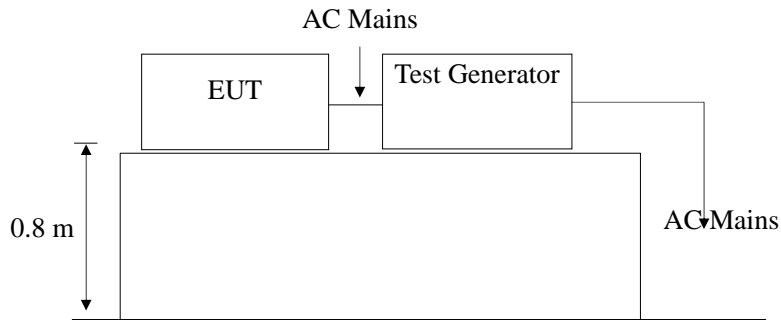 AC Mains
EUT
Test Generator
0.8 m
AC Mains